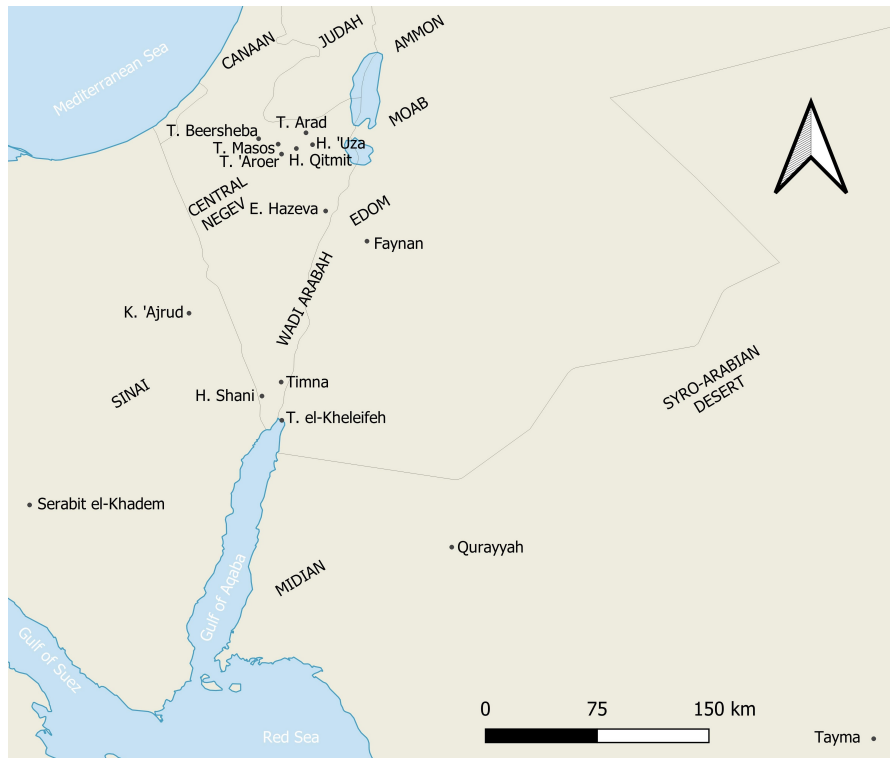 Mediterranean Sea
CANAAN
JUDAH
AMMON
MOAB
T. Arad
T. Beersheba
H. 'Uza
T. Masos
T. 'Aroer
H. Qitmit
CENTRAL
NEGEV
E. Hazeva
EDOM
Faynan
WADI ARABAH
K. 'Ajrud
SINAI
Timna
H. Shani
T. el-Kheleifeh
SYRO-ARABIAN
DESERT
Serabit el-Khadem
Qurayyah
MIDIAN
Gulf of Aqaba
Gulf of Suez
Red Sea
0 75 150 km
Tayma